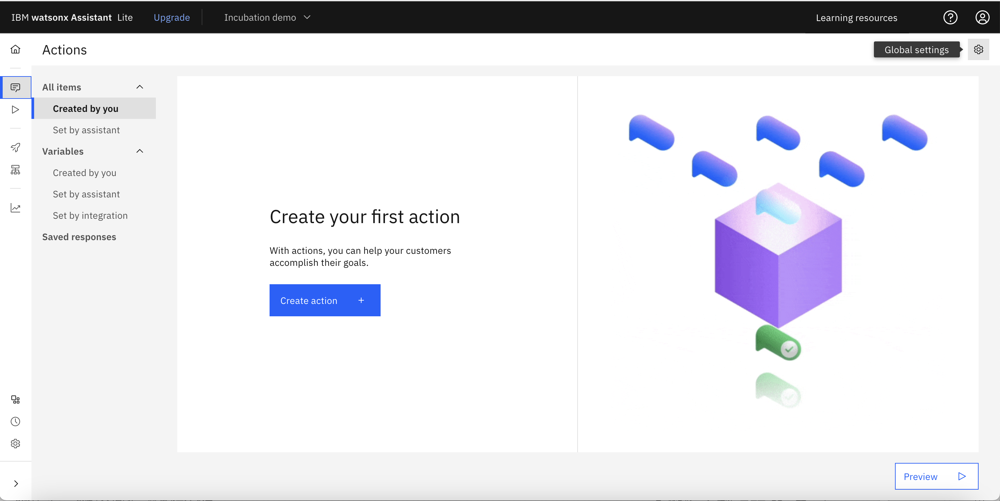 IBM watsonx Assistant Lite Upgrade Incubation demo Learning resources
Actions
Global settings
All items
Created by you
Set by assistant
Variables
Created by you
Set by assistant
Set by integration
Saved responses
Create your first action
With actions, you can help your customers
accomplish their goals.
Create action +
Preview